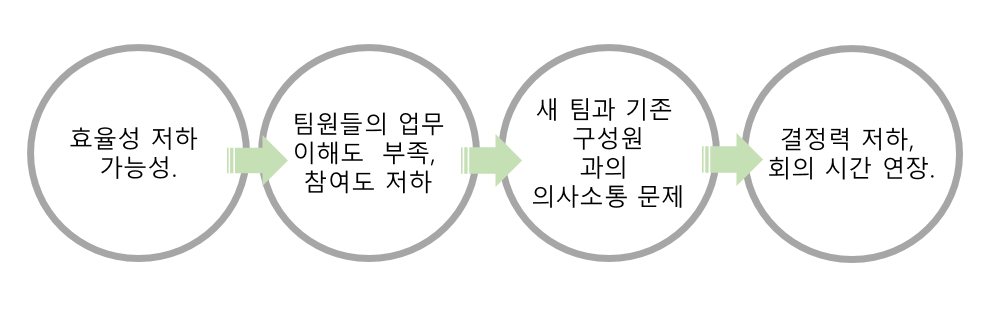 효율성 저하
가능성.
팀원들의 업무
이해도 부족,
참여도 저하
새 팀과 기존
구성원
과의
의사소통 문제
결정력 저하,
회의 시간 연장.